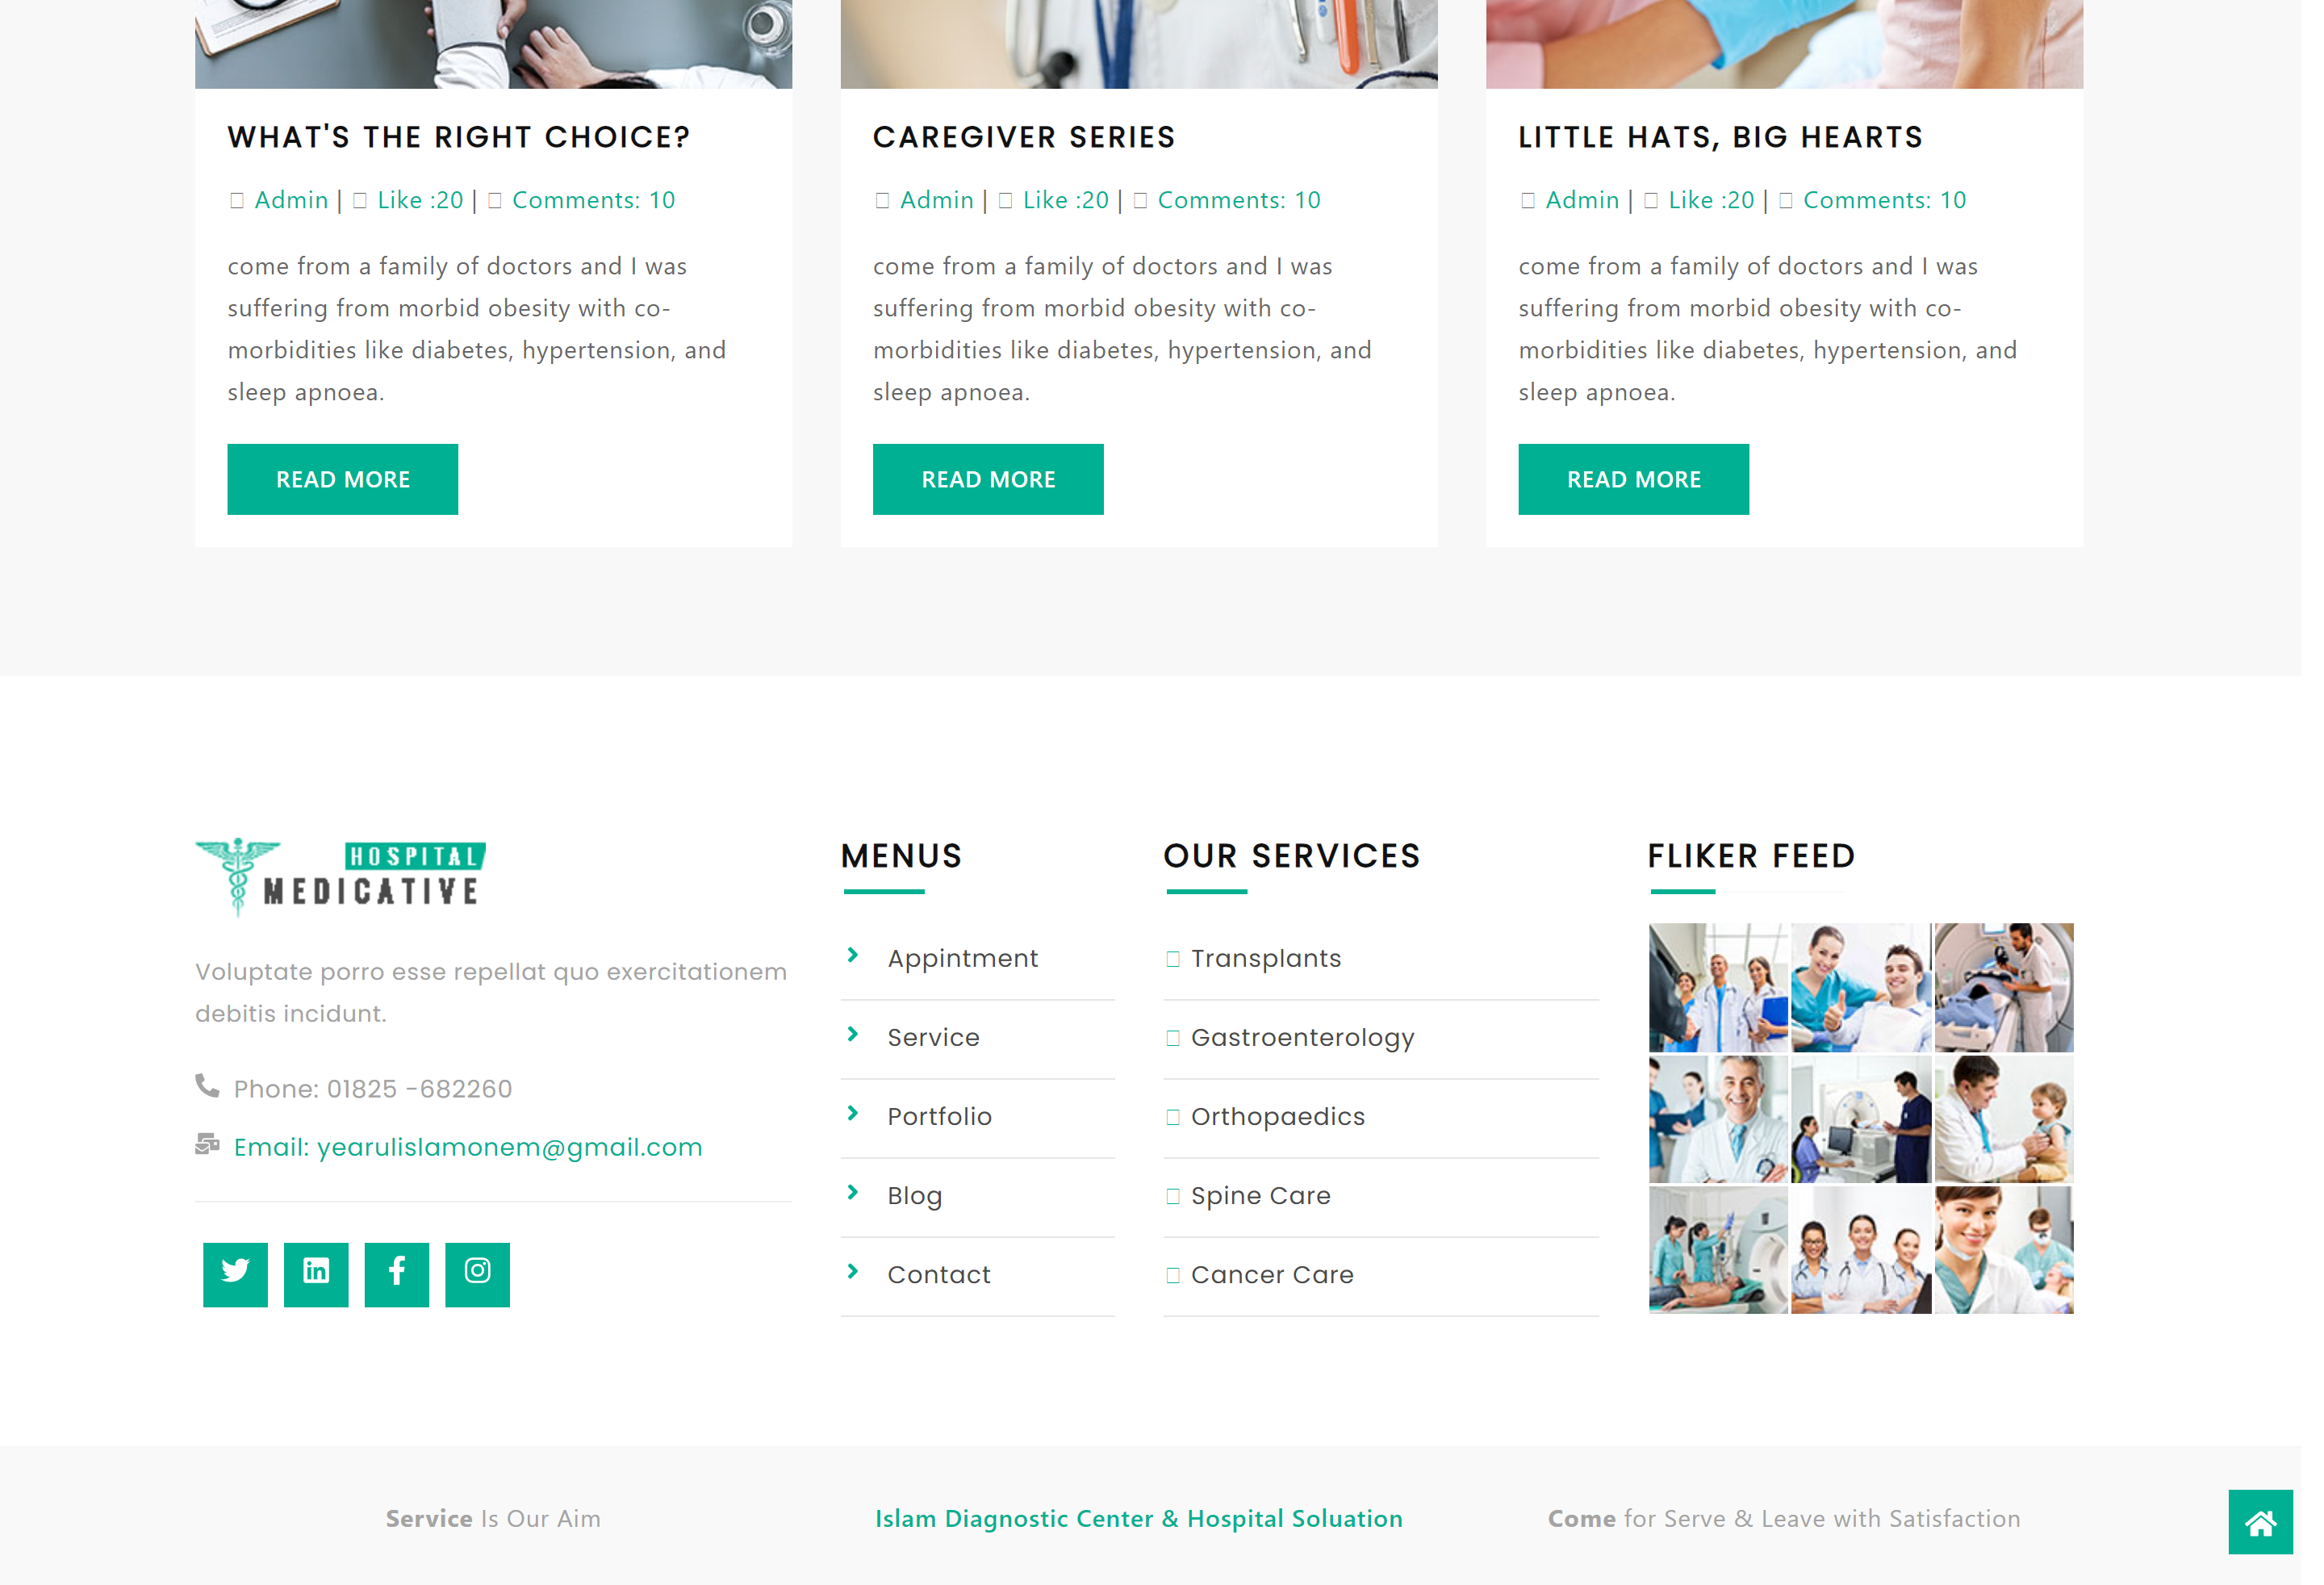 WHAT'S THE RIGHT CHOICE?
Admin | Like :20 | Comments: 10
come from a family of doctors and I was
suffering from morbid obesity with co-
morbidities like diabetes, hypertension, and
sleep apnoea.
READ MORE
CAREGIVER SERIES
Admin | Like :20 | Comments: 10
come from a family of doctors and I was
suffering from morbid obesity with co-
morbidities like diabetes, hypertension, and
sleep apnoea.
READ MORE
LITTLE HATS, BIG HEARTS
Admin | Like :20 | Comments: 10
come from a family of doctors and I was
suffering from morbid obesity with co-
morbidities like diabetes, hypertension, and
sleep apnoea.
READ MORE
HOSPITAL
MEDICATIVE
Voluptate porro esse repellat quo exercitationem
debitis incidunt.
Phone: 01825 -682260
Email: yearulislamonem@gmail.com
MENUS
Appintment
Service
Portfolio
Blog
Contact
OUR SERVICES
Transplants
Gastroenterology
Orthopaedics
Spine Care
Cancer Care
FLIKER FEED
Service Is Our Aim
Islam Diagnostic Center & Hospital Soluation
Come for Serve & Leave with Satisfaction